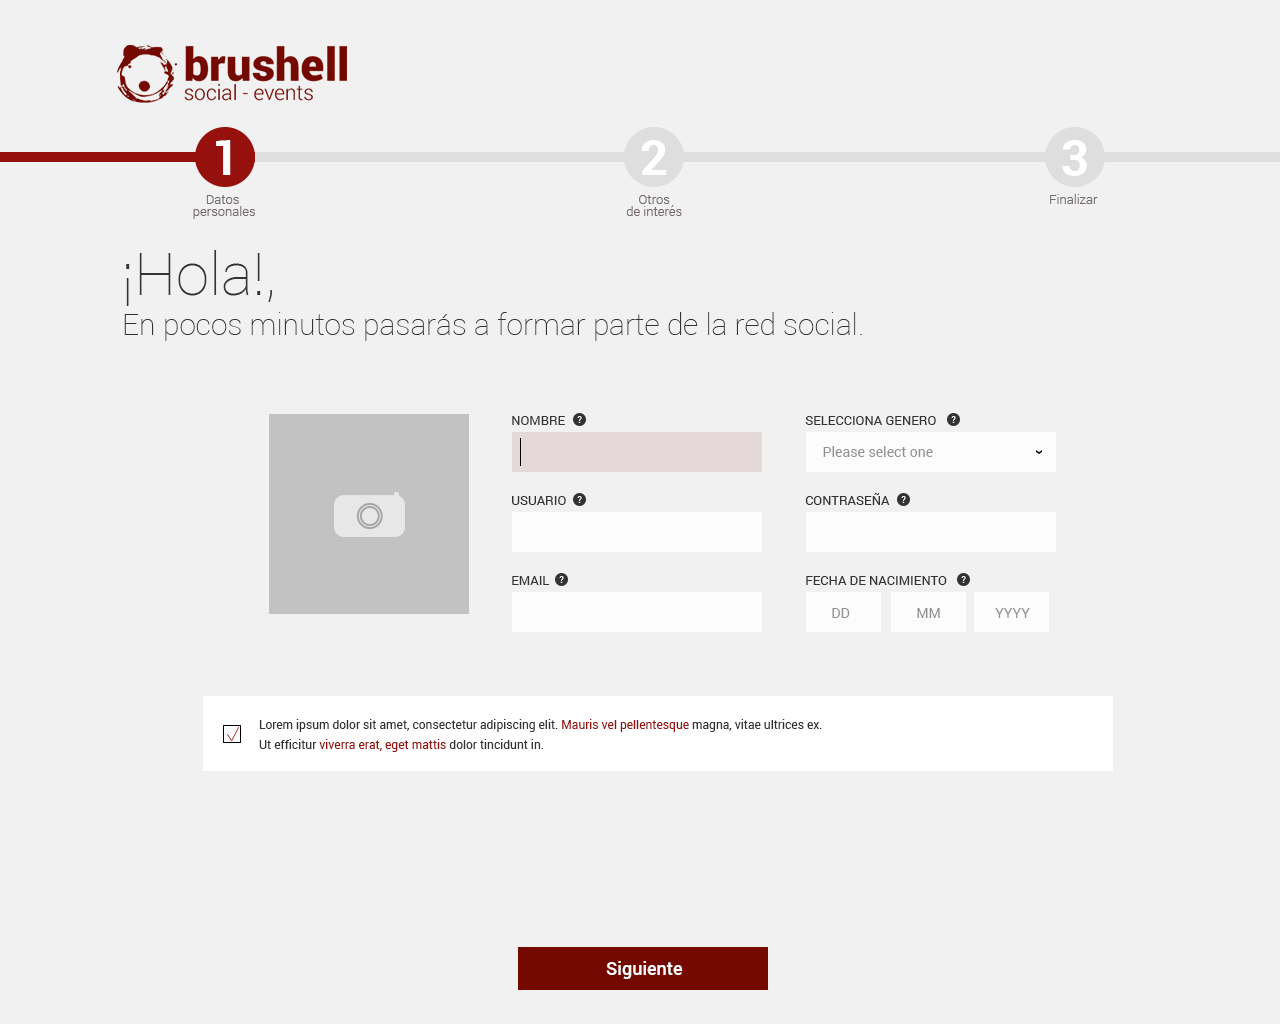 brushell
social - events
1
2
3
Datos
personales
Otros
de interés
Finalizar
¡Hola!,
En pocos minutos pasarás a formar parte de la red social.
NOMBRE ?
SELECCIONA GENERO ?
Please select one
USUARIO ?
CONTRASEÑA ?
EMAIL ?
FECHA DE NACIMIENTO ?
DD MM YYYY
Lorem ipsum dolor sit amet, consectetur adipiscing elit. Mauris vel pellentesque magna, vitae ultrices ex.
Ut efficitur viverra erat, eget mattis dolor tincidunt in.
Siguiente